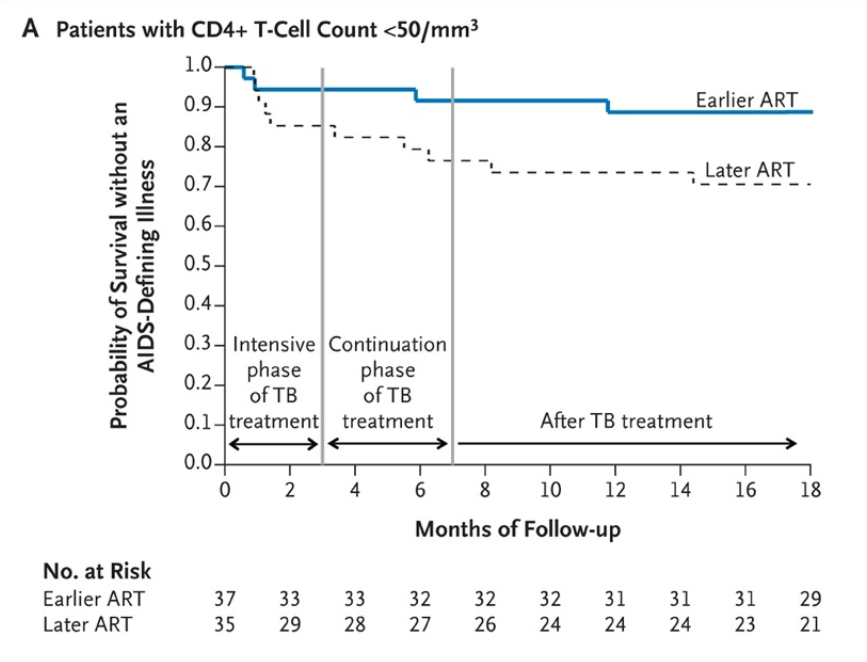 A Patients with CD4+ T-Cell Count <50/mm³
Probability of Survival without an
AIDS-Defining Illness
1.0
0.9
0.8
0.7
0.6
0.5
0.4
0.3
0.2
0.1
0.0
Earlier ART
Later ART
Intensive
phase
of TB
treatment
Continuation
phase
of TB
treatment
After TB treatment
0 2 4 6 8 10 12 14 16 18
Months of Follow-up
No. at Risk
Earlier ART 37 33 33 32 32 32 31 31 31 29
Later ART 35 29 28 27 26 24 24 24 23 21